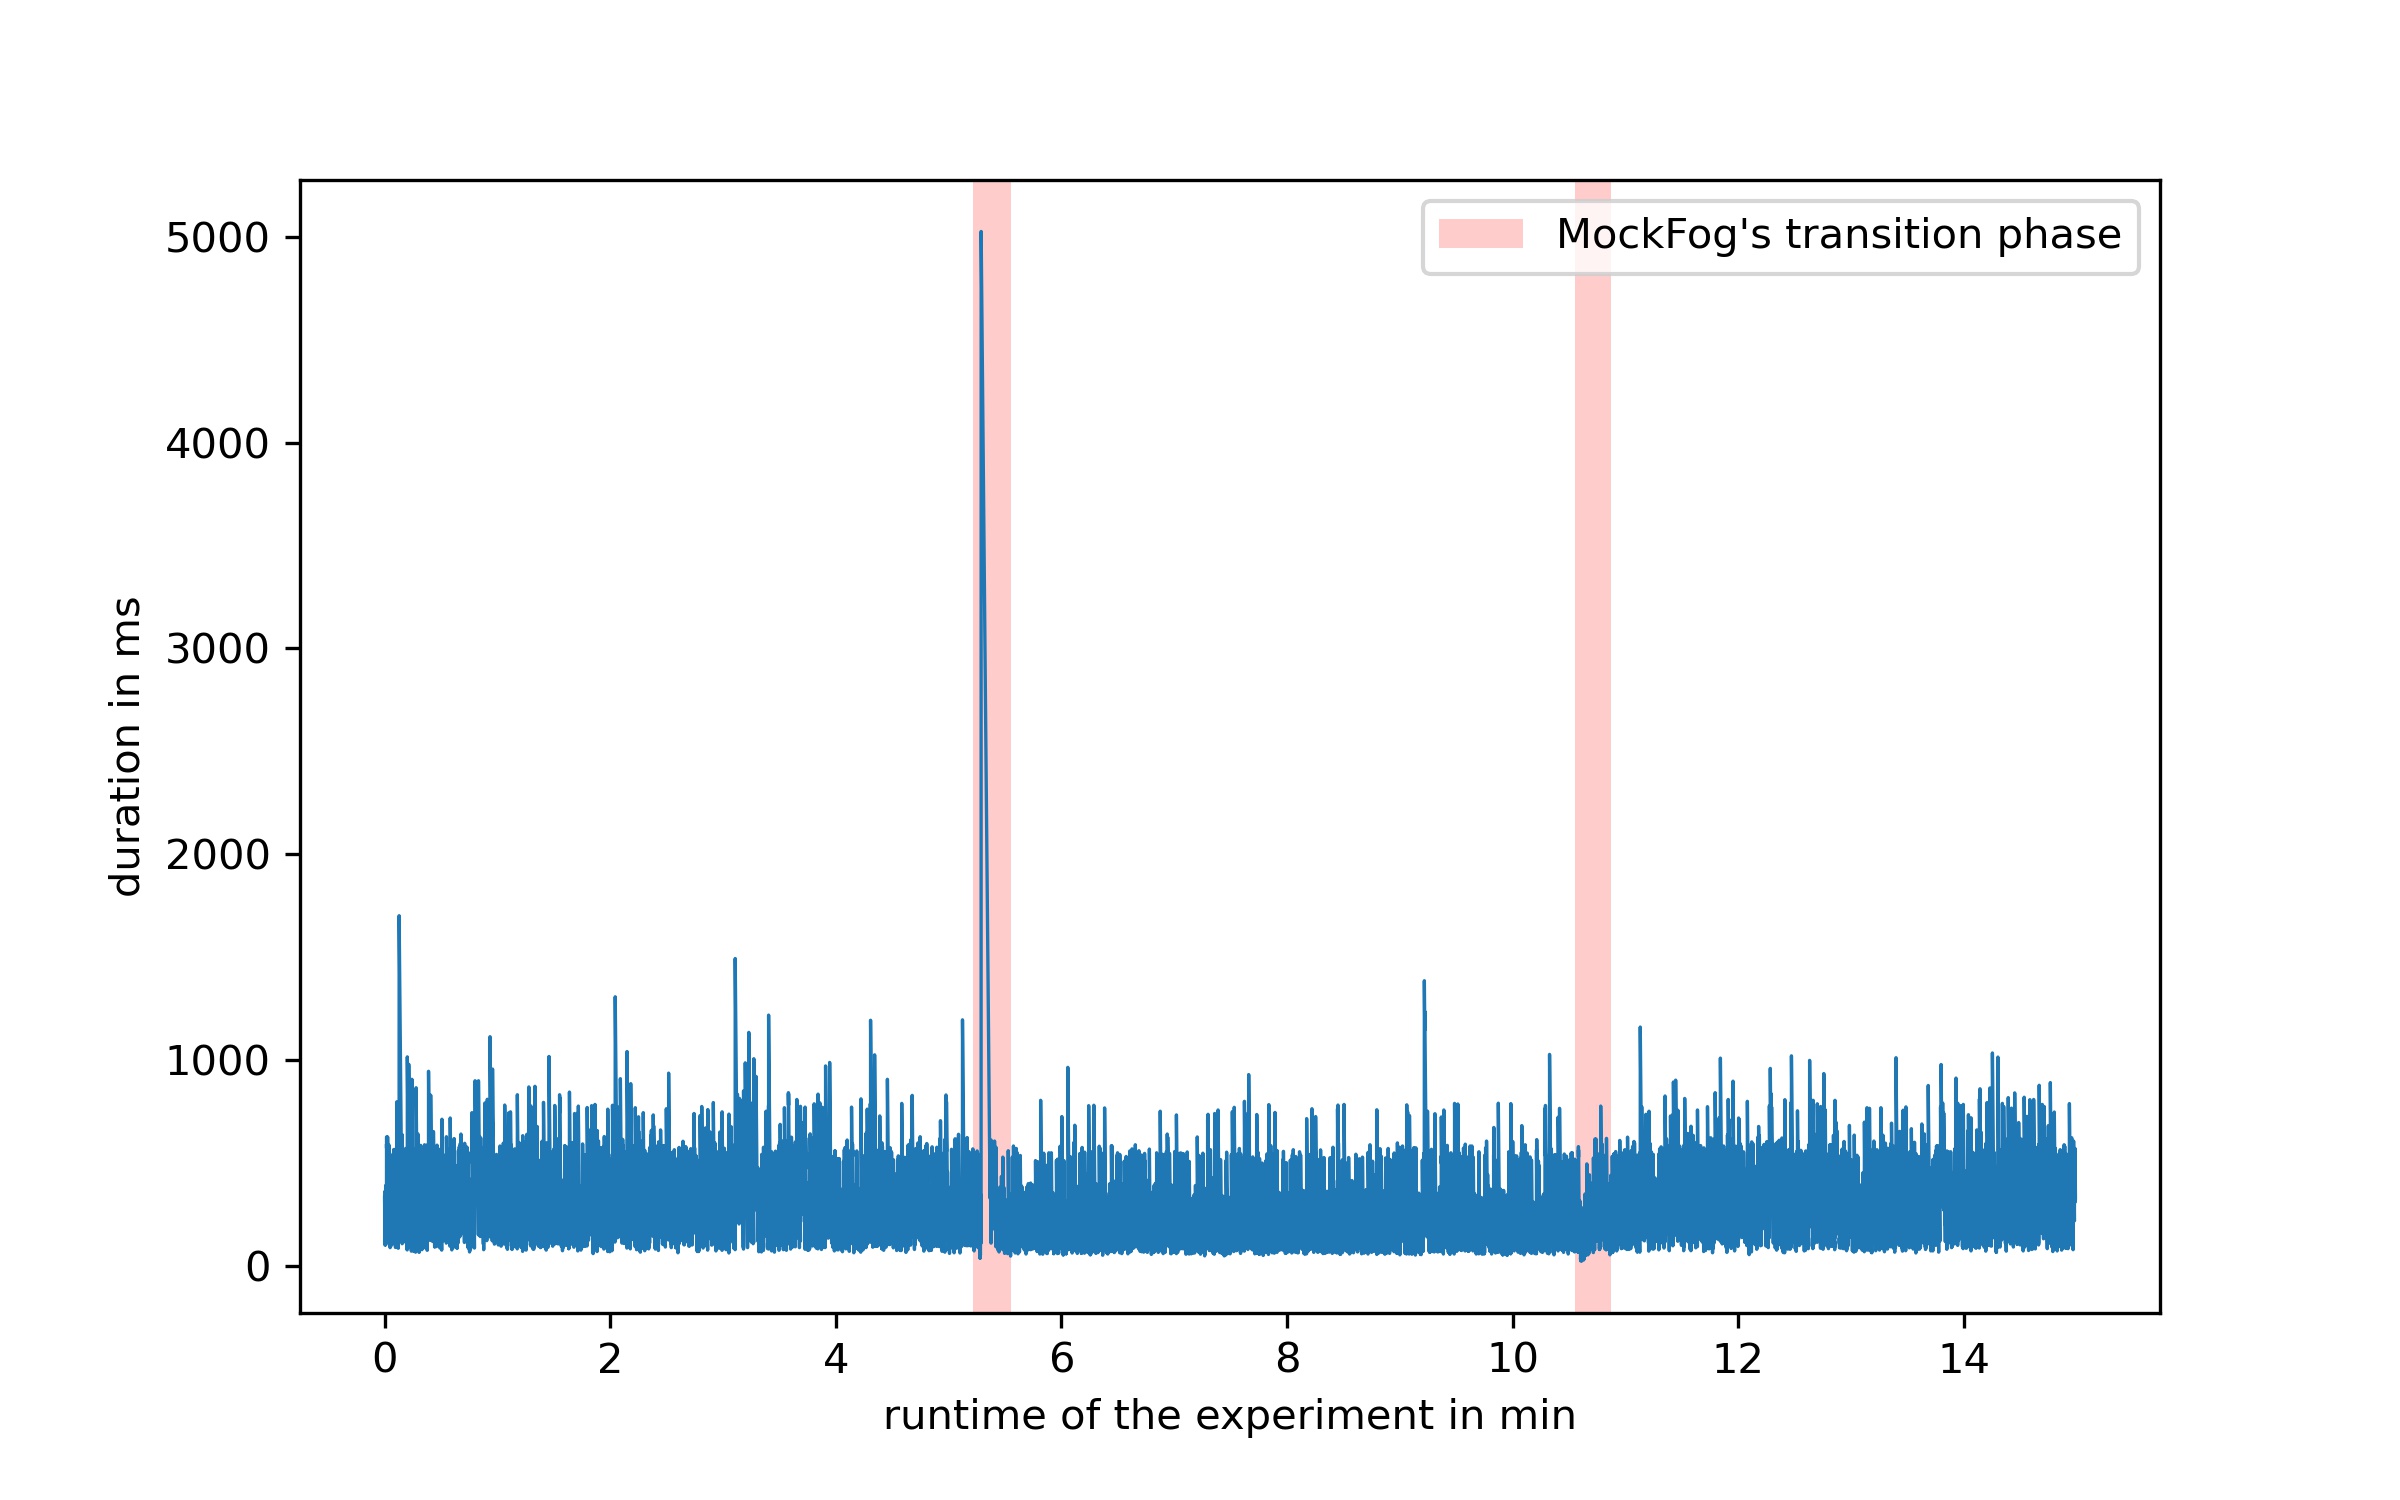 MockFog's transition phase
5000
4000
3000
2000
1000
0
duration in ms
0 2 4 6 8 10 12 14
runtime of the experiment in min